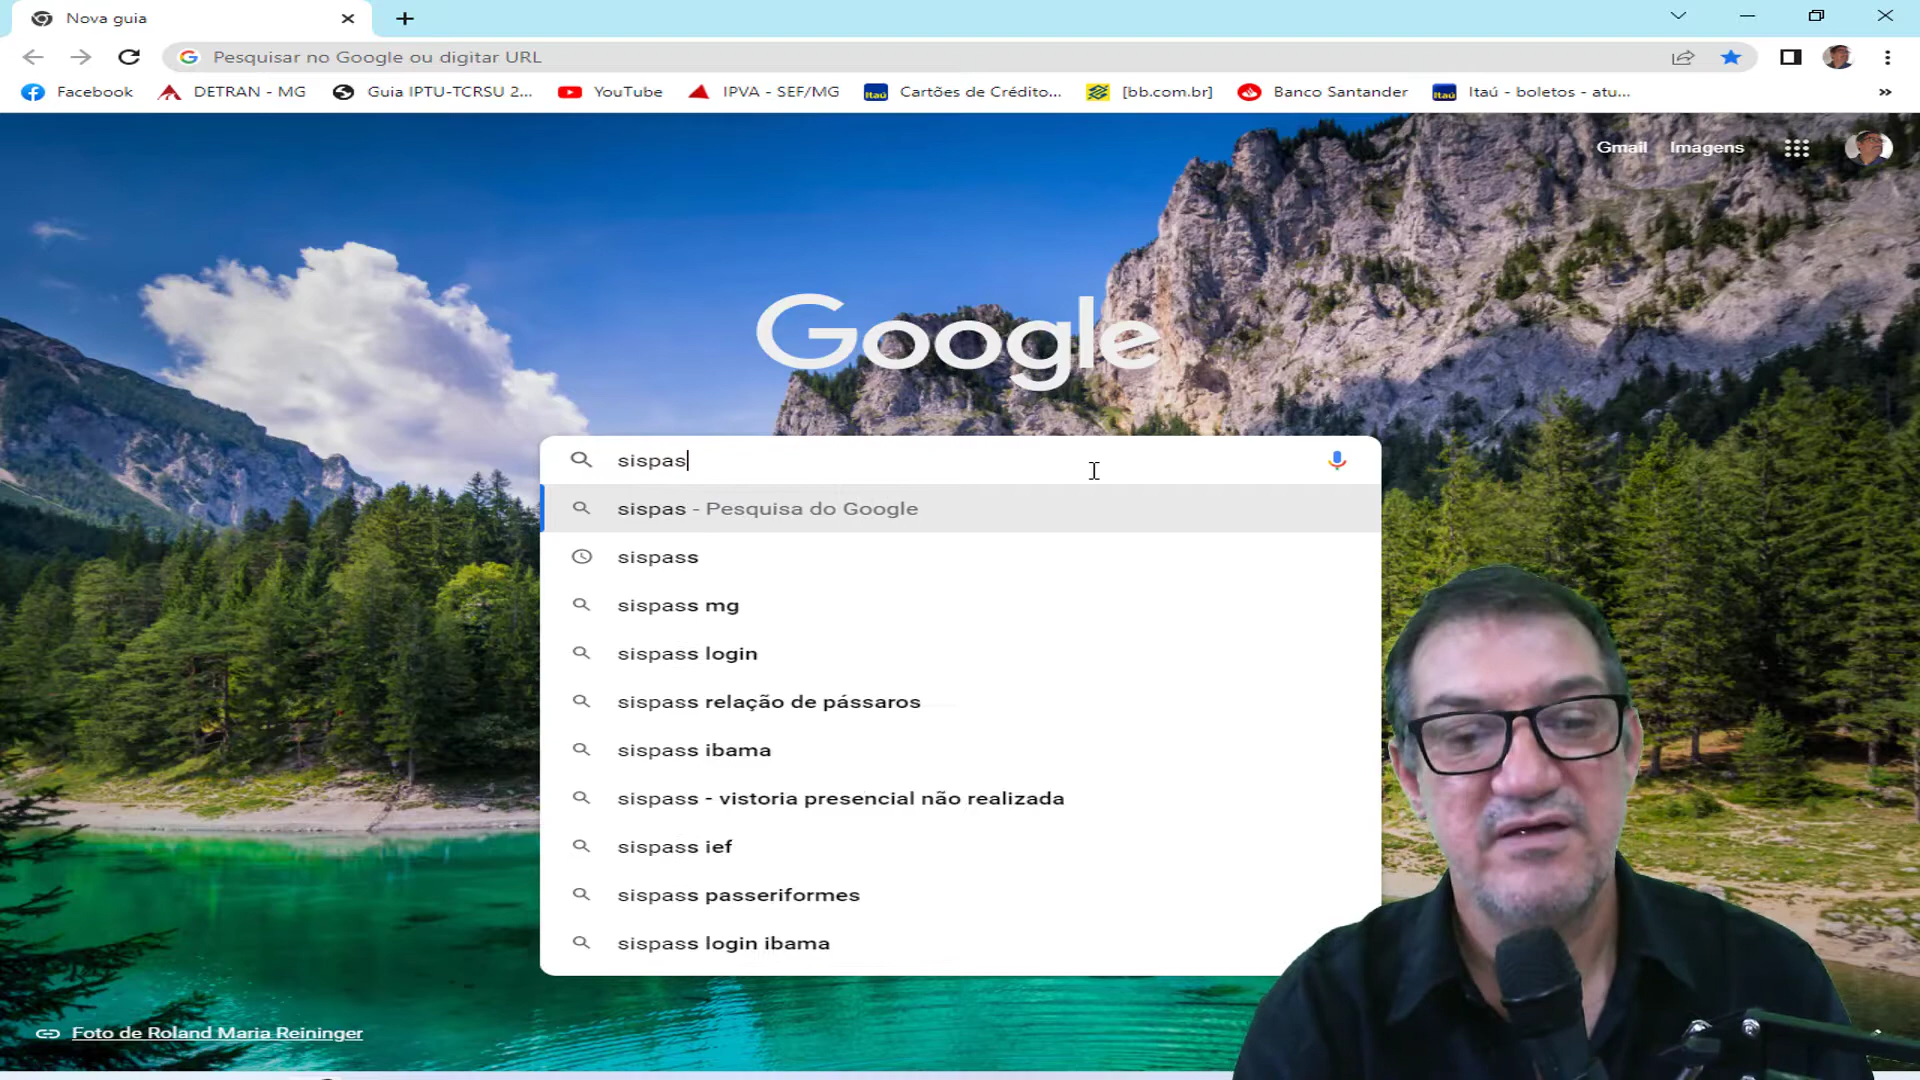 Nova guia
Pesquisar no Google ou digitar URL
Facebook DETRAN - MG Guia IPTU-TCRSU 2... YouTube IPVA - SEF/MG Itaú Cartões de Crédito... [bb.com.br] Banco Santander Itaú Itaú - boletos - atu...
Gmail Imagens
Google
sispas
sispas - Pesquisa do Google
sispass
sispass mg
sispass login
sispass relação de pássaros
sispass ibama
sispass - vistoria presencial não realizada
sispass ief
sispass passeriformes
sispass login ibama
Foto de Roland Maria Reininger